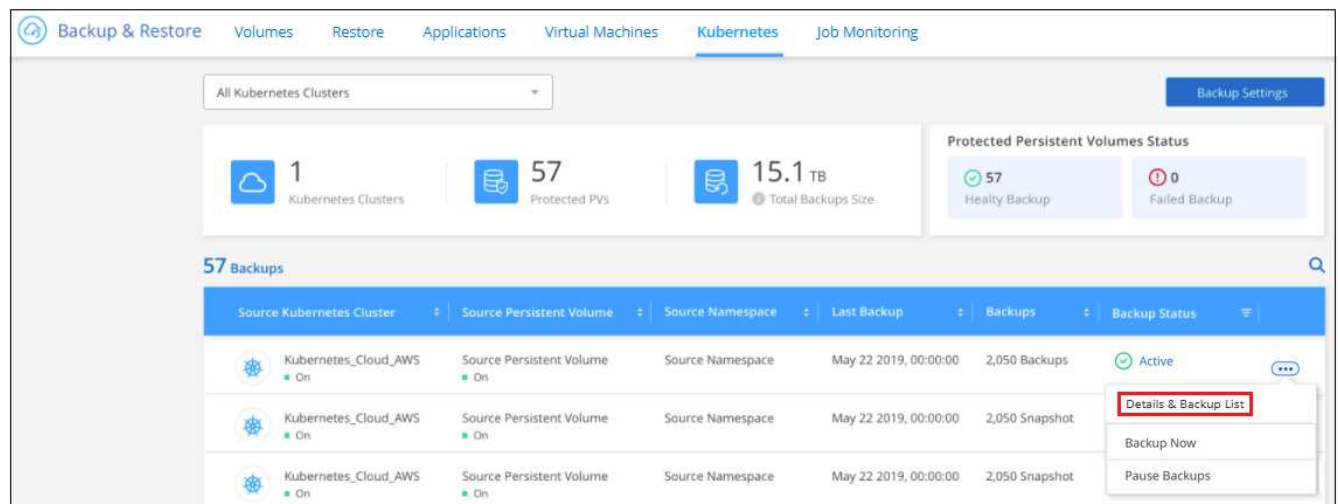 Backup & Restore Volumes Restore Applications Virtual Machines Kubernetes Job Monitoring
All Kubernetes Clusters Backup Settings
1
Kubernetes Clusters
57
Protected PVs
15.1 TB
Total Backups Size
Protected Persistent Volumes Status
57
Healty Backup
0
Failed Backup
57 Backups
Source Kubernetes Cluster Source Persistent Volume Source Namespace Last Backup Backups Backup Status
Kubernetes_Cloud_AWS Source Persistent Volume Source Namespace May 22 2019, 00:00:00 2,050 Backups Active
On On
Details & Backup List
Kubernetes_Cloud_AWS Source Persistent Volume Source Namespace May 22 2019, 00:00:00 2,050 Snapshot
On On
Backup Now
Kubernetes_Cloud_AWS Source Persistent Volume Source Namespace May 22 2019, 00:00:00 2,050 Snapshot Pause Backups
On On